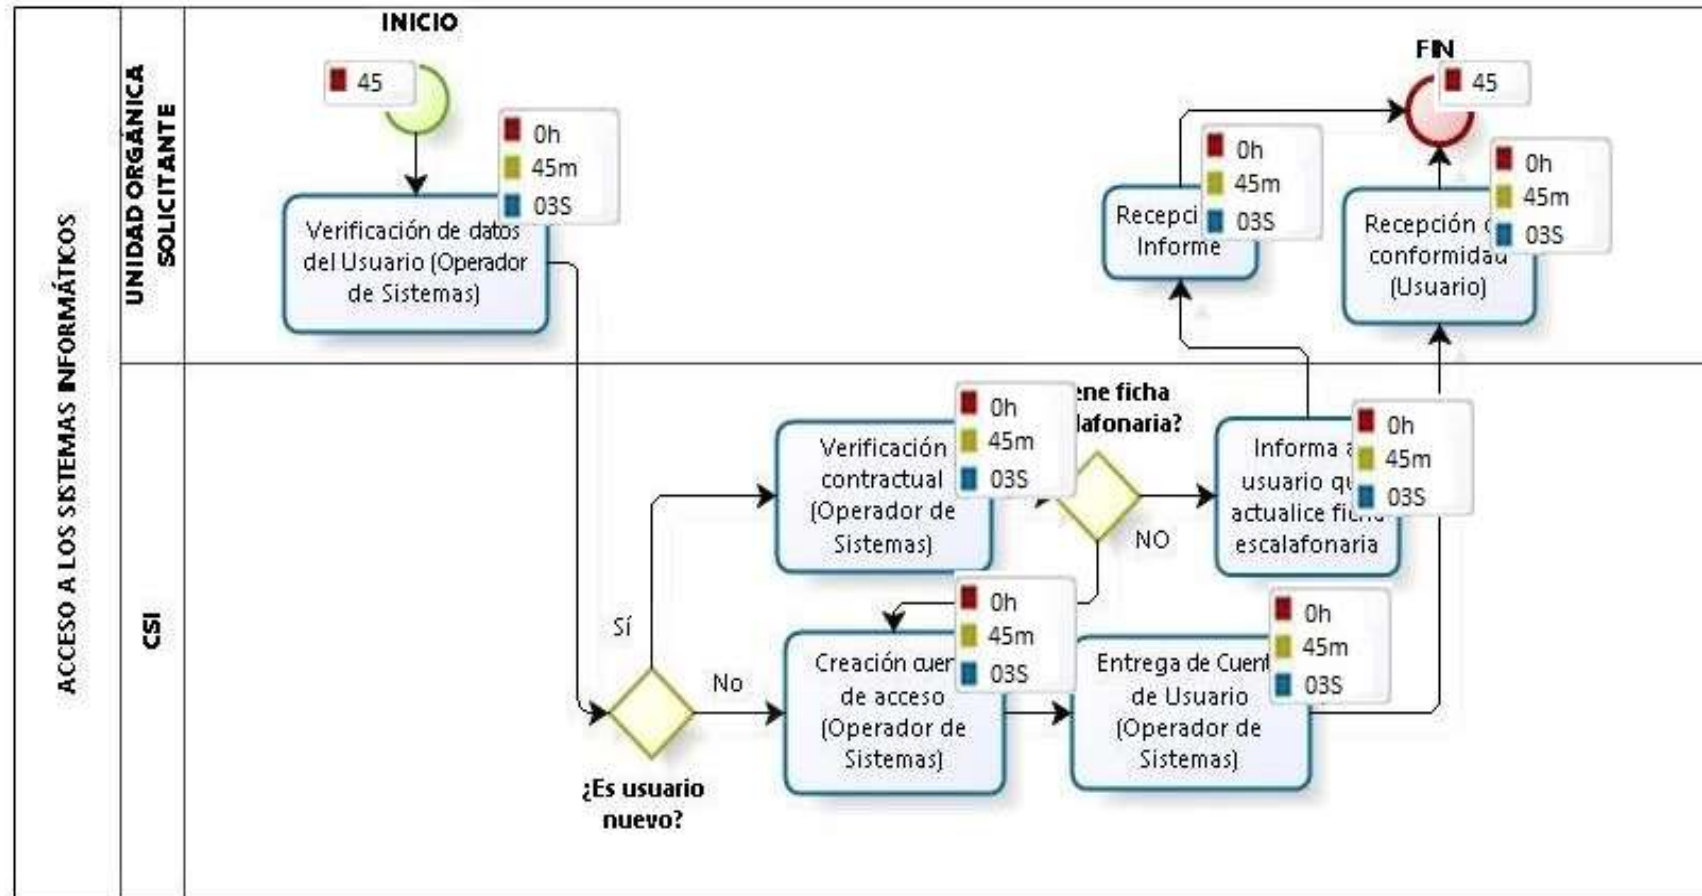 ACCESO A LOS SISTEMAS INFORMÁTICOS
UNIDAD ORGÁNICA
SOLICITANTE
INICIO
45
0h
45m
03S
Verificación de datos
del Usuario (Operador
de Sistemas)
FIN
45
0h
45m
03S
Informe
0h
45m
03S
Recepción
conformidad
(Usuario)
CSI
Sí
No
¿Es usuario
nuevo?
0h
45m
03S
Verificación
contractual
(Operador de
Sistemas)
ficha
NO
0h
45m
03S
Informa
usuario
actualice ficha
escalafonaria
0h
45m
03S
Creación
de acceso
(Operador de
Sistemas)
0h
45m
03S
Entrega de
de Usuario
(Operador de
Sistemas)